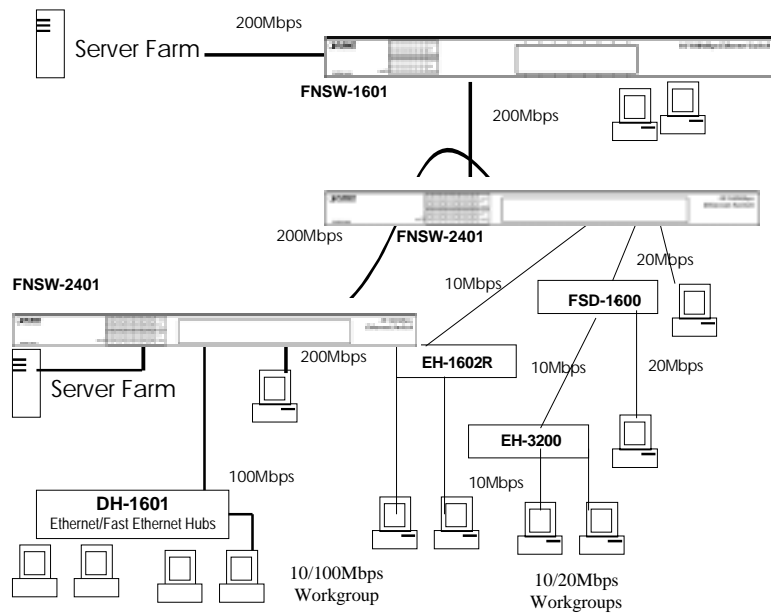 200Mbps
Server Farm
FNSW-1601
200Mbps
200Mbps
FNSW-2401
20Mbps
10Mbps
FNSW-2401
FSD-1600
200Mbps
EH-1602R
10Mbps
20Mbps
Server Farm
EH-3200
100Mbps
10Mbps
DH-1601
Ethernet/Fast Ethernet Hubs
10/100Mbps
Workgroup
10/20Mbps
Workgroups